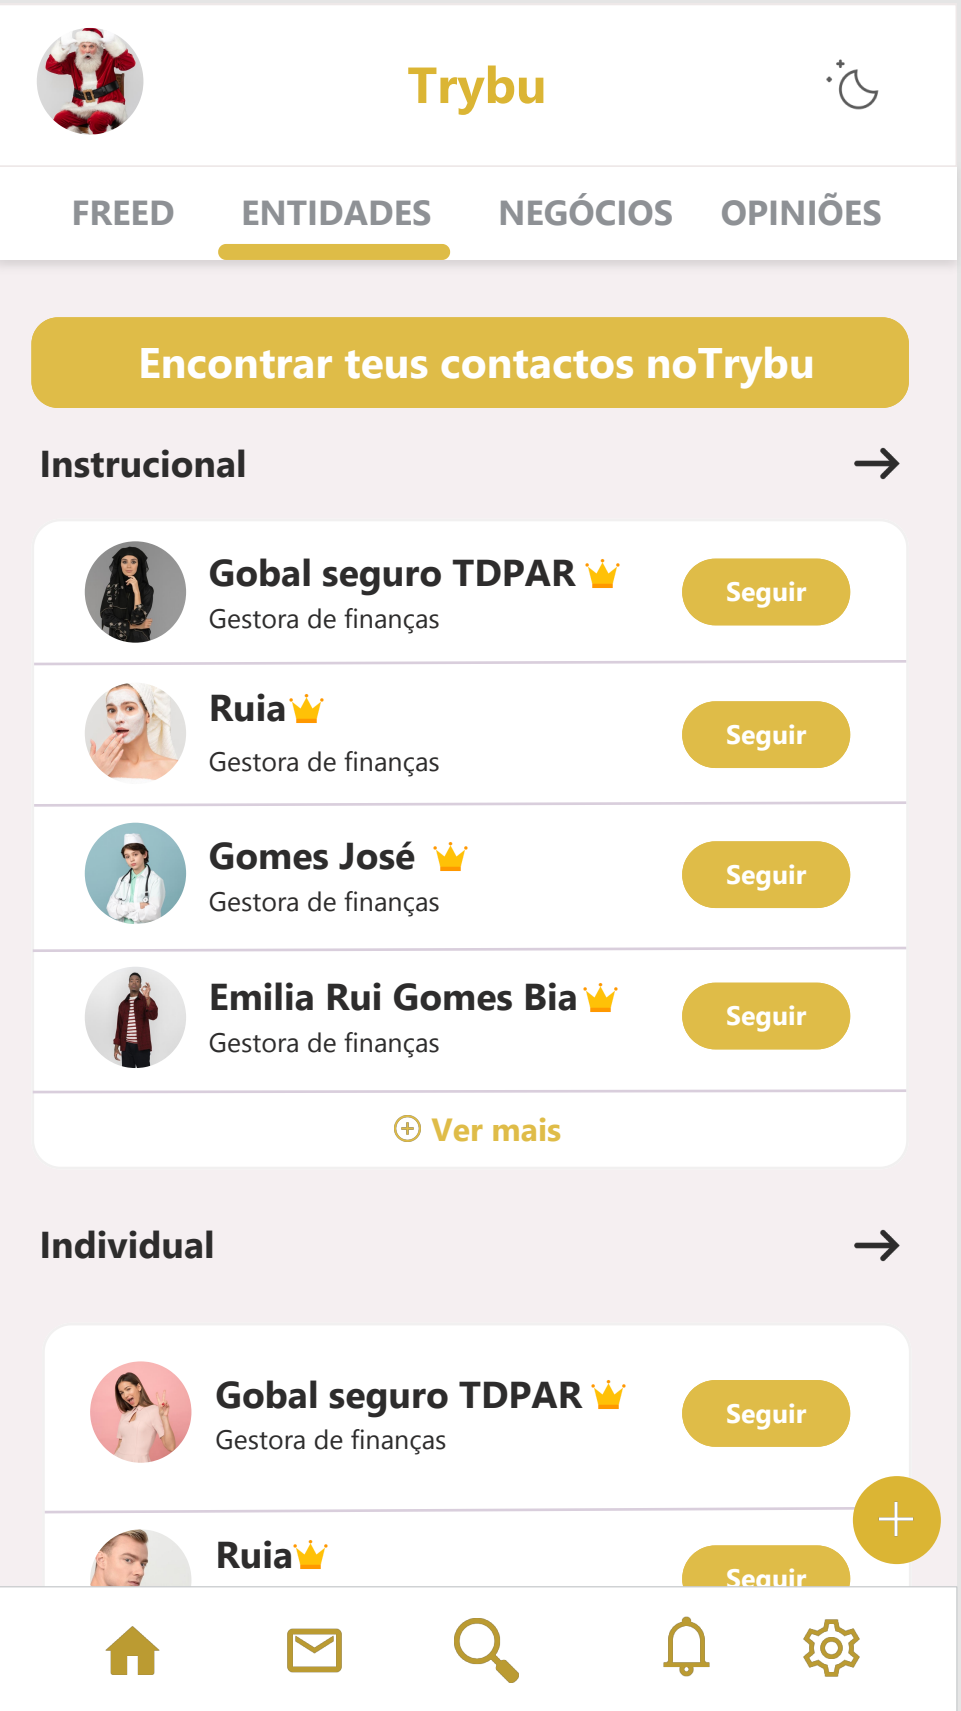 Trybu
FREED ENTIDADES NEGÓCIOS OPINIÕES
Encontrar teus contactos noTrybu
Instrucional
Gobal seguro TDPAR
Gestora de finanças
Seguir
Ruia
Gestora de finanças
Seguir
Gomes José
Gestora de finanças
Seguir
Emilia Rui Gomes Bia
Gestora de finanças
Seguir
Ver mais
Individual
Gobal seguro TDPAR
Gestora de finanças
Seguir
Ruia
Seguir